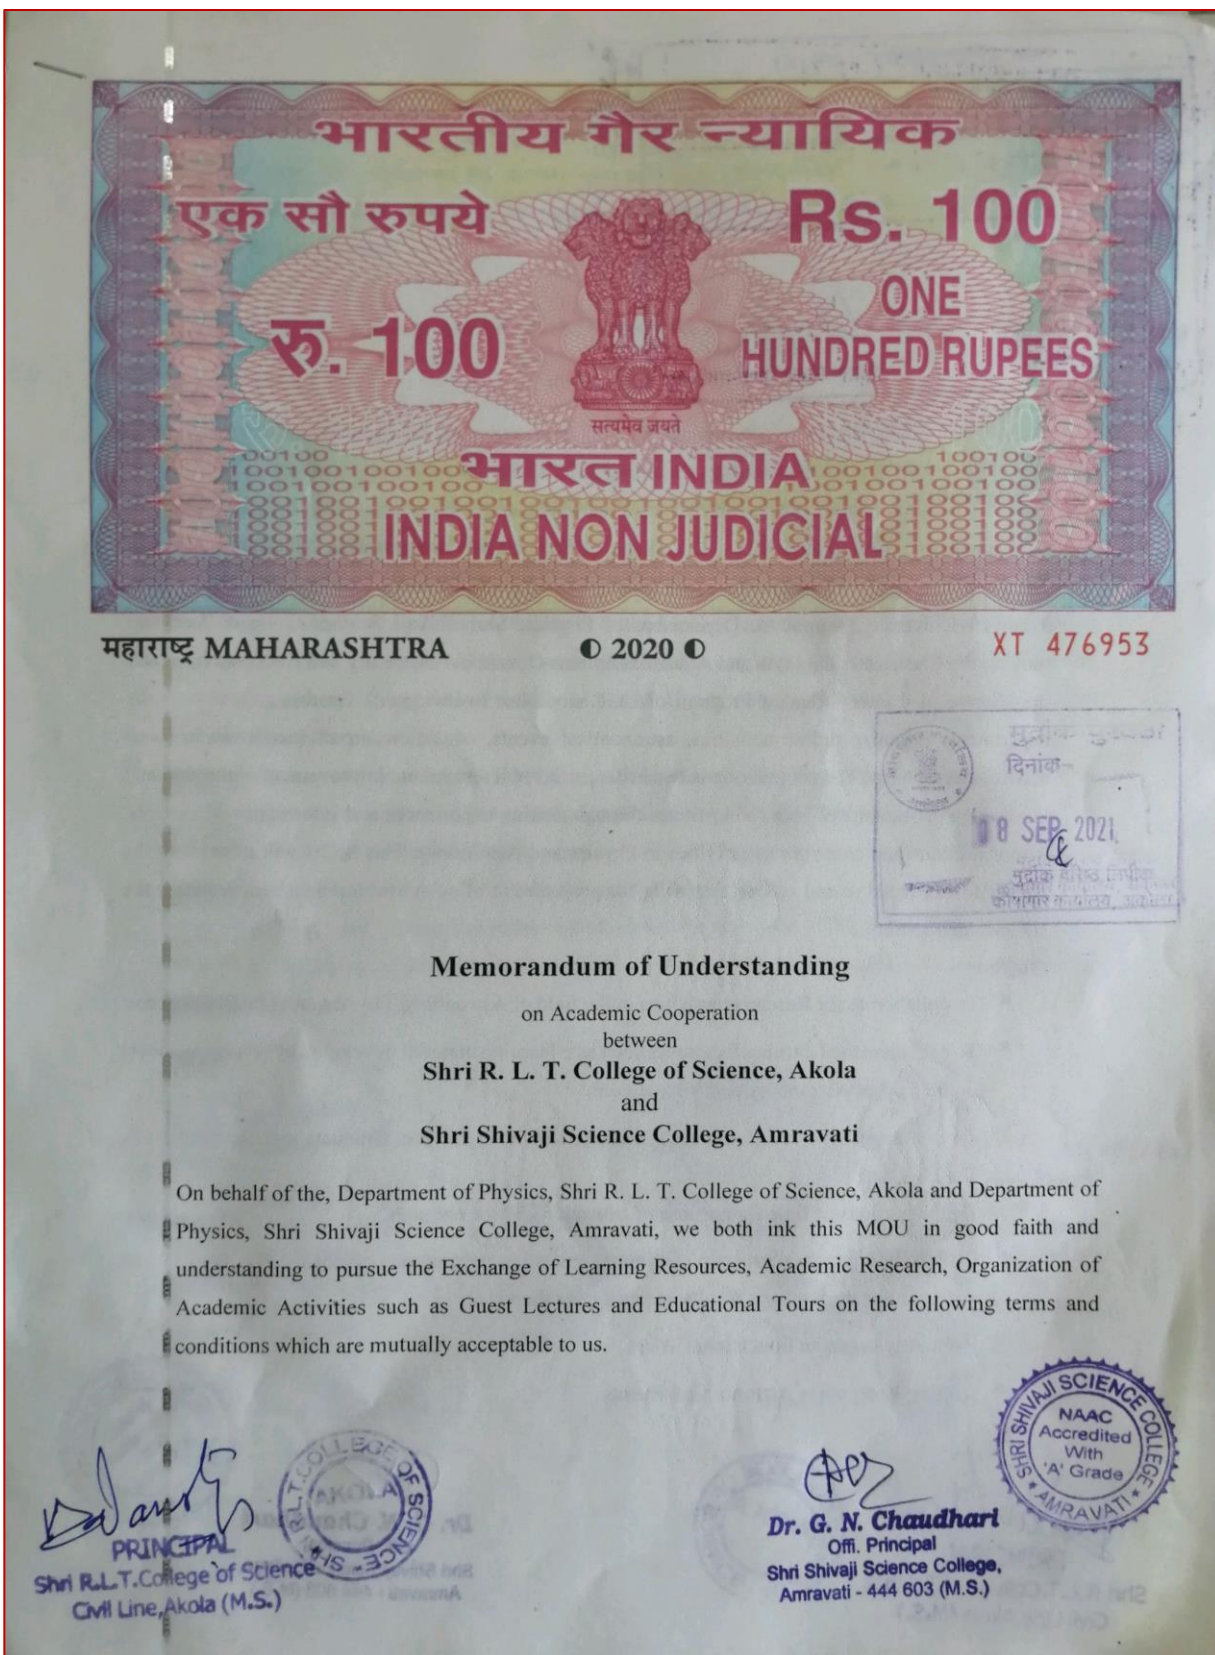 भारतीय गैर न्यायिक
एक सौ रुपये
Rs. 100
रु. 100
ONE
HUNDRED RUPEES
सत्यमेव जयते
भारत INDIA
INDIA NON JUDICIAL
महाराष्ट्र MAHARASHTRA
2020
XT 476953
मुद्रांक
दिनांक-
08 SEP 2021
Memorandum of Understanding
on Academic Cooperation
between
Shri R. L. T. College of Science, Akola
and
Shri Shivaji Science College, Amravati
On behalf of the, Department of Physics, Shri R. L. T. College of Science, Akola and Department of
Physics, Shri Shivaji Science College, Amravati, we both ink this MOU in good faith and
understanding to pursue the Exchange of Learning Resources, Academic Research, Organization of
Academic Activities such as Guest Lectures and Educational Tours on the following terms and
conditions which are mutually acceptable to us.
PRINCIPAL
Shri R.L.T.College of Science
Civil Line,Akola (M.S.)
SHRI R.L.T.COLLEGE OF SCIENCE
AKOLA
Dr. G. N. Chaudhari
Offi. Principal
Shri Shivaji Science College,
Amravati - 444 603 (M.S.)
SHRI SHIVAJI SCIENCE COLLEGE
AMRAVATI
NAAC
Accredited
With
'A' Grade